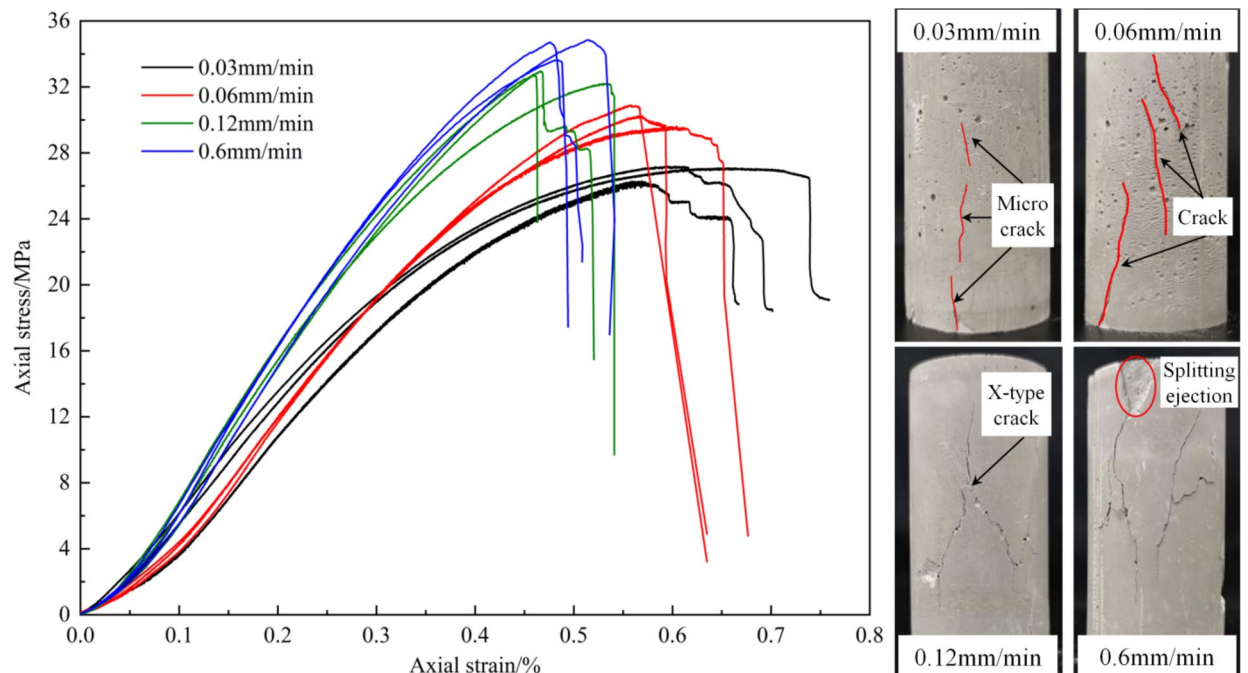 36
32
28
24
20
16
12
8
4
0
Axial stress/MPa
0.03mm/min
0.06mm/min
0.12mm/min
0.6mm/min
0.0
0.1
0.2
0.3
0.4
0.5
0.6
0.7
0.8
Axial strain/%
0.03mm/min
Micro
crack
0.06mm/min
Crack
X-type
crack
0.12mm/min
Splitting
ejection
0.6mm/min